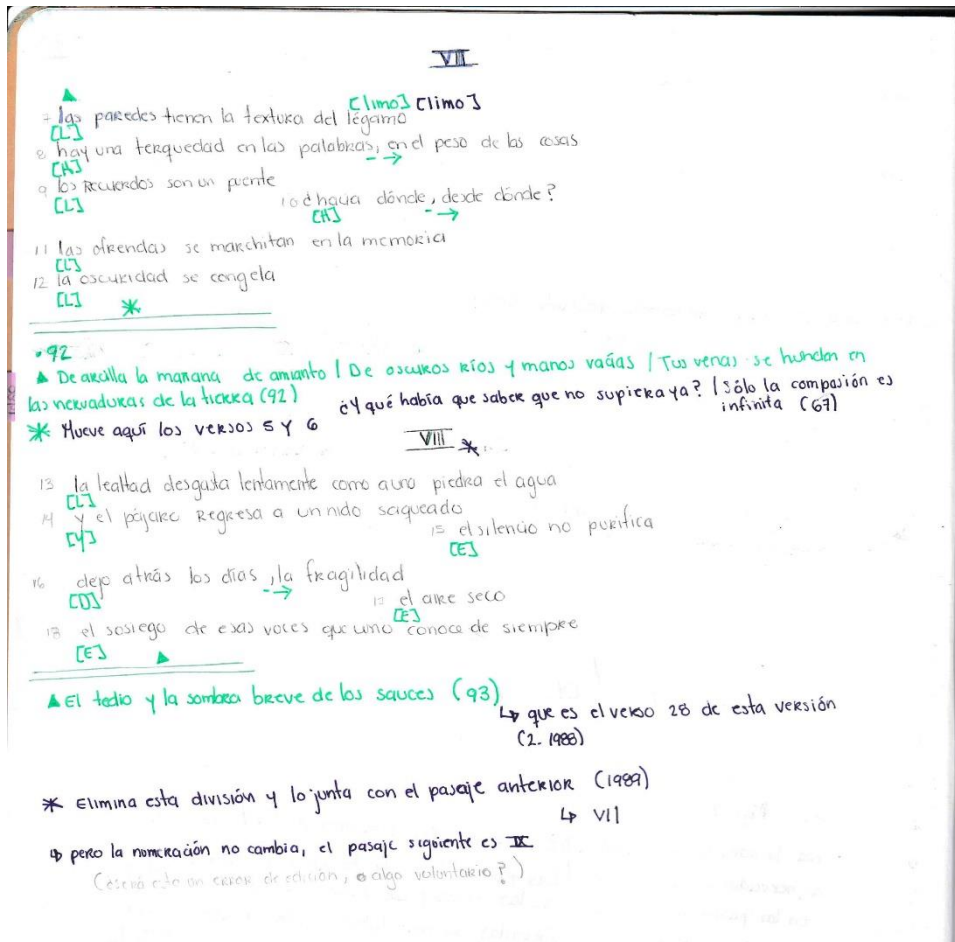 VII
▲
7 las paredes tienen la textura del légamo [limo] [limo]
[L]
8 hay una terquedad en las palabras, en el peso de las cosas
[H] - →
9 los recuerdos son un puente
[L]
10 ¿hacia dónde, desde dónde?
[H] - →
11 las ofrendas se marchitan en la memoria
[L]
12 la oscuridad se congela
[L] *
•92
▲ De arcilla la mañana de amianto / De oscuros ríos y manos vacías / Tus venas se hunden en
las nervaduras de la tierra (92) ¿Y qué había que saber que no supiera ya? / Sólo la compasión es
infinita (67)
* Mueve aquí los versos 5 y 6
VIII *
13 la lealtad desgasta lentamente como a una piedra el agua
[L]
14 y el pájaro regresa a un nido saqueado
[Y]
15 el silencio no purifica
[E]
16 dejo atrás los días, la fragilidad
[D] - →
17 el aire seco
[E]
18 el sosiego de esas voces que uno conoce de siempre
[E] ▲
▲ El tedio y la sombra breve de los sauces (93)
↳ que es el verso 28 de esta versión
(2. 1988)
* Elimina esta división y lo junta con el pasaje anterior (1989)
↳ VII
↳ pero la numeración no cambia, el pasaje siguiente es IX
(¿será esto un error de edición, o algo voluntario?)